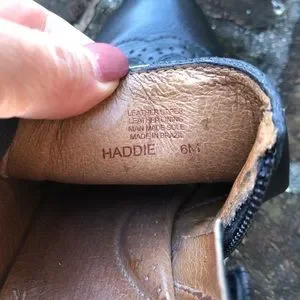 LEATHER UPPER
LEATHER LINING
MAN MADE SOLE
MADE IN BRAZIL
HADDIE 6M